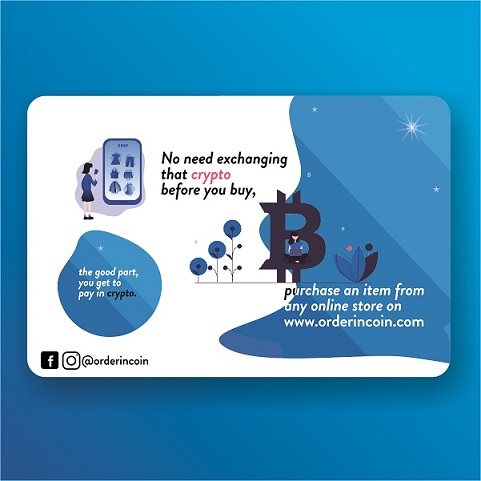 SHOP
No need exchanging
that crypto
before you buy,
the good part,
you get to
pay in crypto.
purchase an item from
any online store on
www.orderincoin.com
@orderincoin